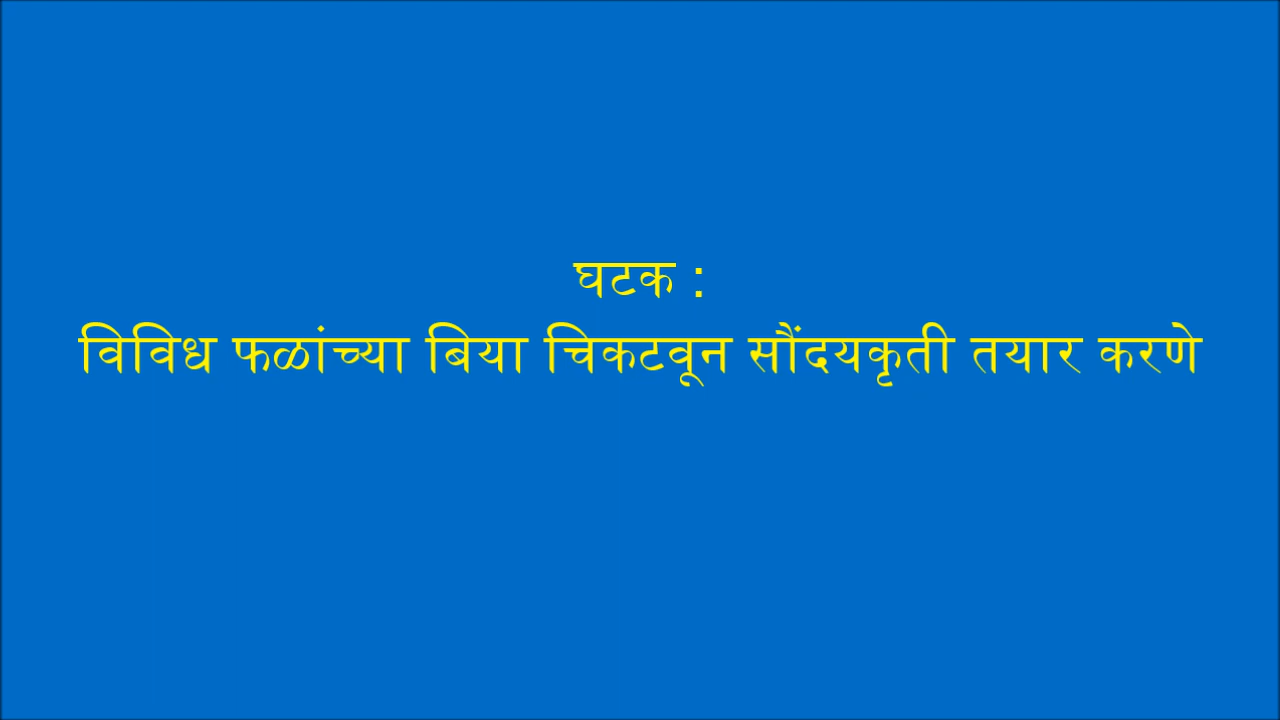 घटक :
विविध फळांच्या बिया चिकटवून सौंदयकृती तयार करणे